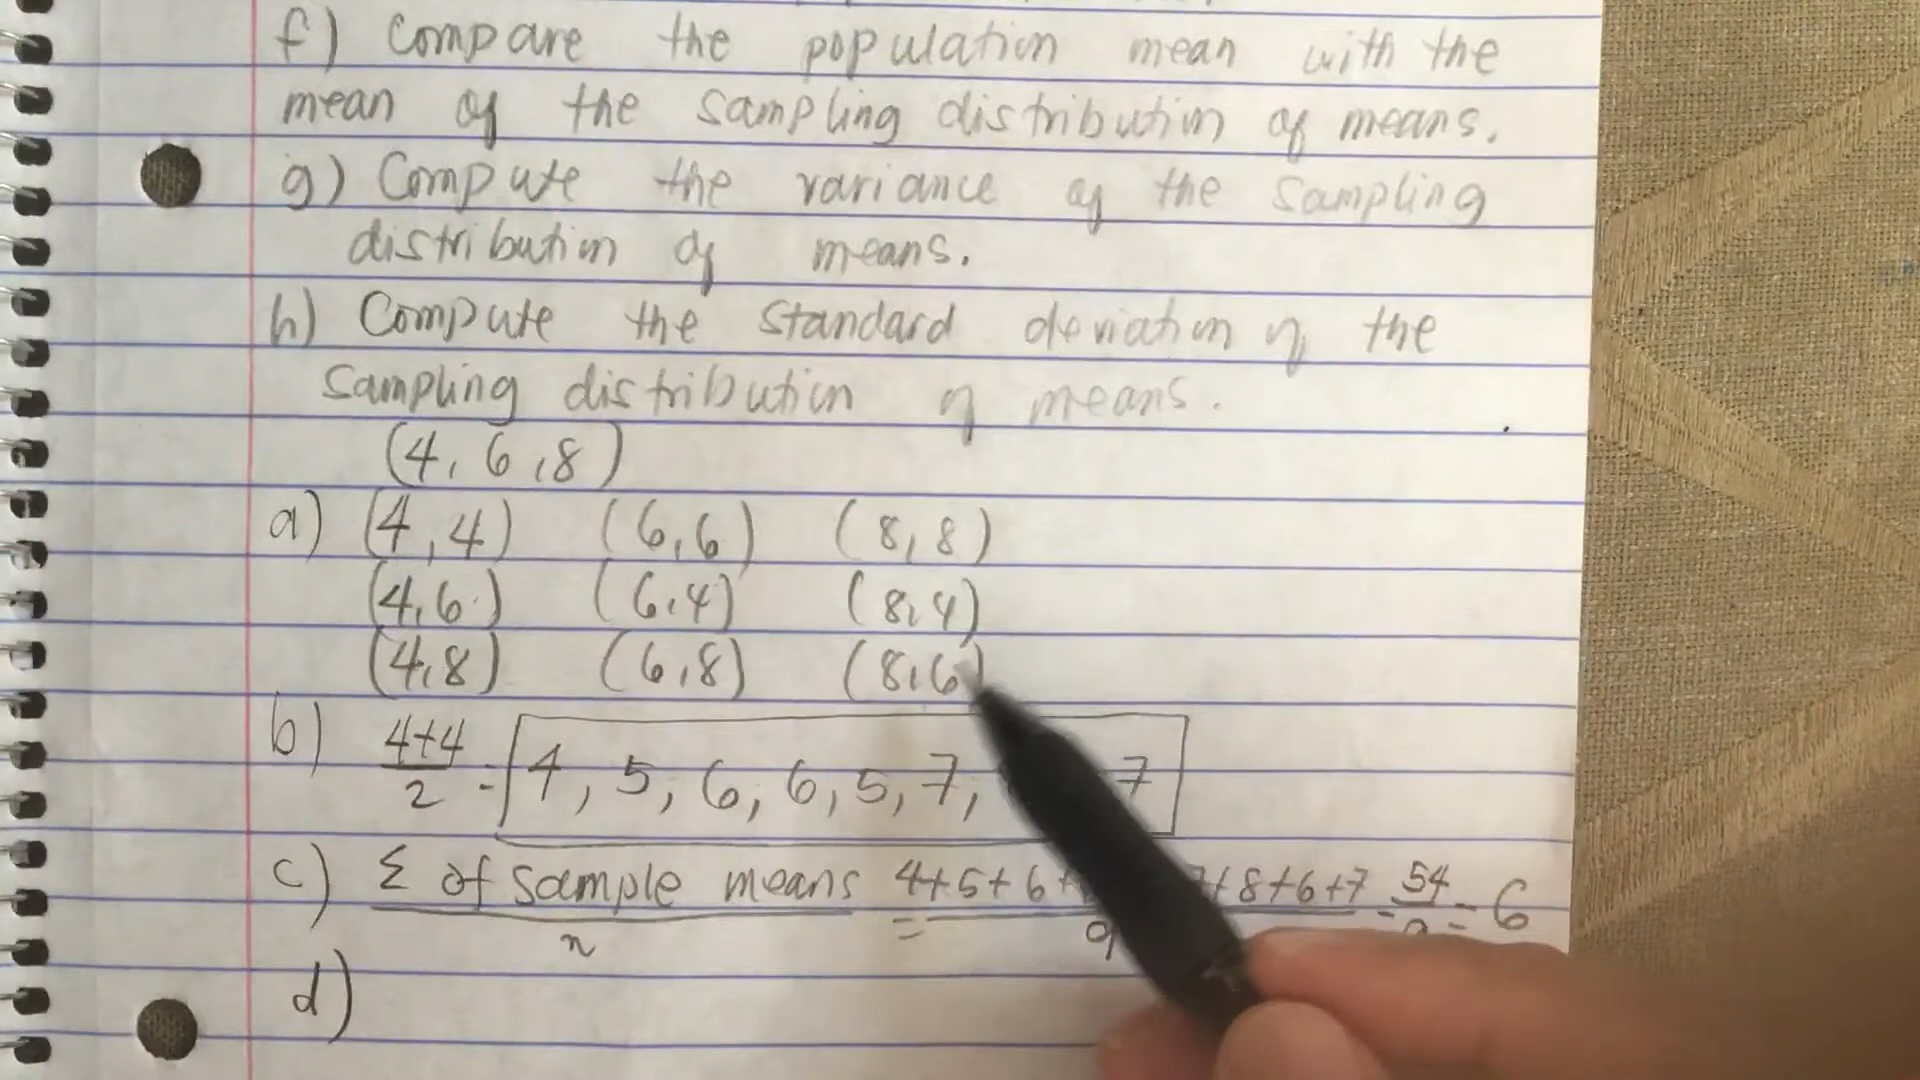 f) Compare the population mean with the
mean of the sampling distribution of means.
g) Compute the variance of the sampling
distribution of means.
h) Compute the standard deviation of the
sampling distribution of means.
(4, 6, 8)
a) (4, 4) (6, 6) (8, 8)
(4, 6) (6, 4) (8, 4)
(4, 8) (6, 8) (8, 6)
b) 4+4/2 = 4, 5, 6, 6, 5, 7, 7
c) Σ of sample means/n = 4+5+6+ 7+8+6+7/9 = 54/9 = 6
d)